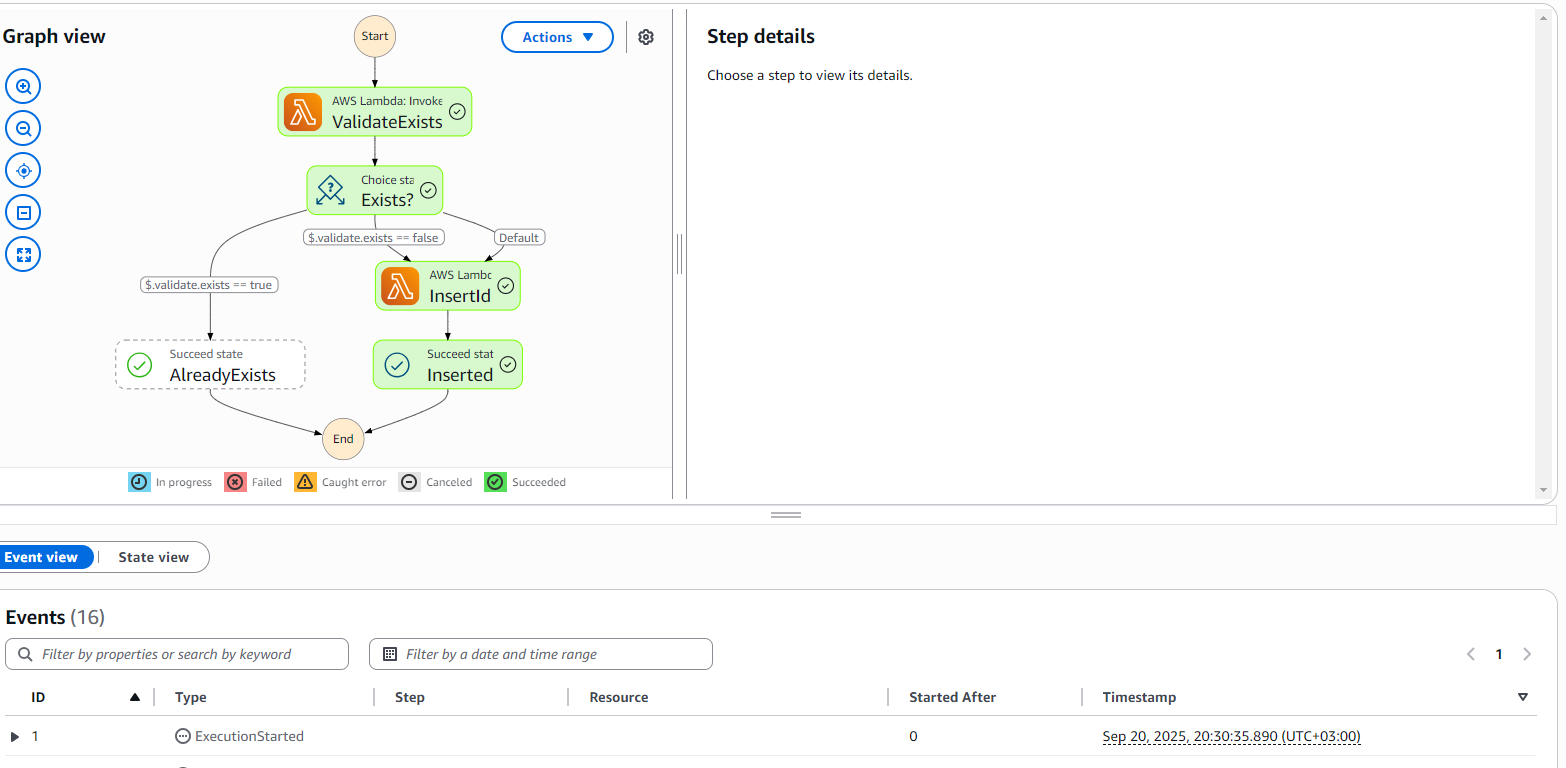 Graph view
Start
Actions
Step details
Choose a step to view its details.
AWS Lambda: Invoke
ValidateExists
Choice sta
Exists?
$.validate.exists == false
Default
AWS Lambc
InsertId
$.validate.exists == true
Succeed state
AlreadyExists
Succeed stat
Inserted
End
In progress
Failed
Caught error
Canceled
Succeeded
Event view
State view
Events (16)
Filter by properties or search by keyword
Filter by a date and time range
1
ID
Type
Step
Resource
Started After
Timestamp
1
ExecutionStarted
0
Sep 20, 2025, 20:30:35.890 (UTC+03:00)